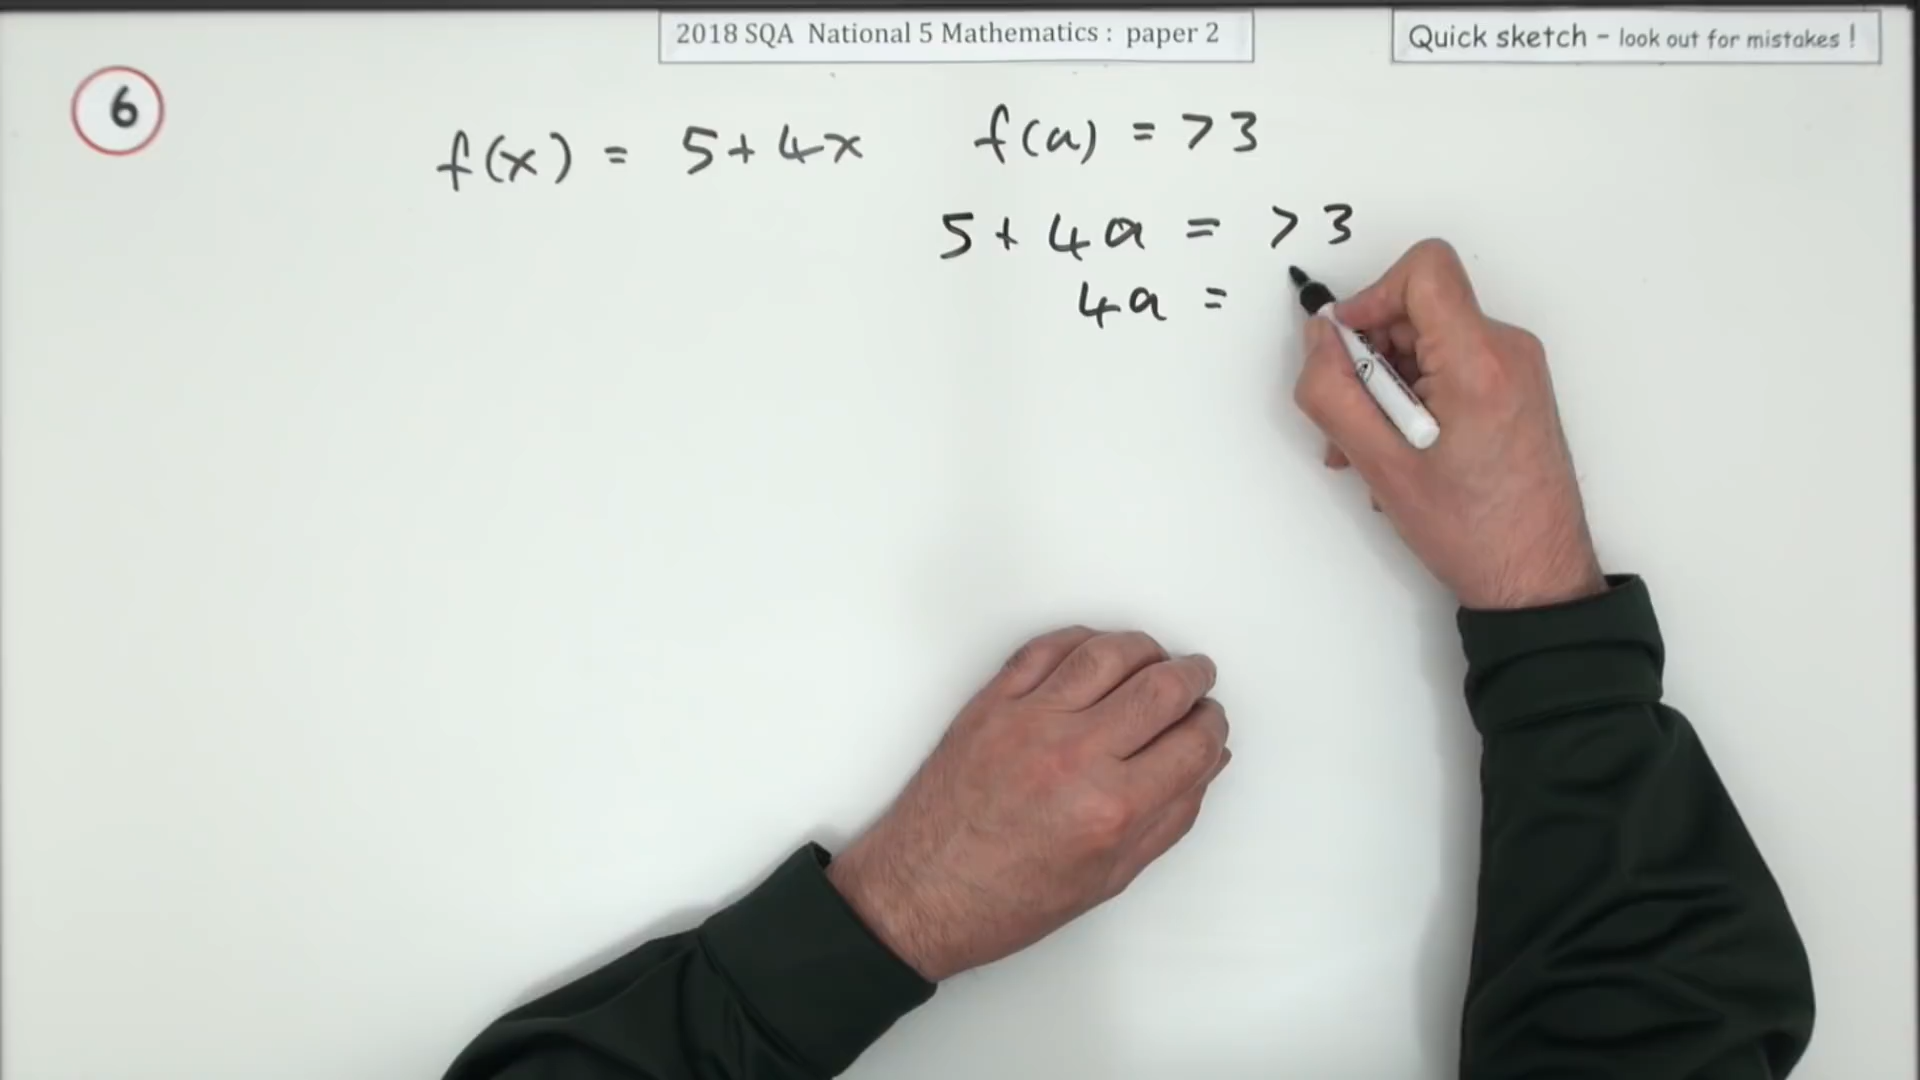 2018 SQA National 5 Mathematics : paper 2
Quick sketch – look out for mistakes !
6
f(x) = 5 + 4x
f(a) = 73
5 + 4a = 73
4a =